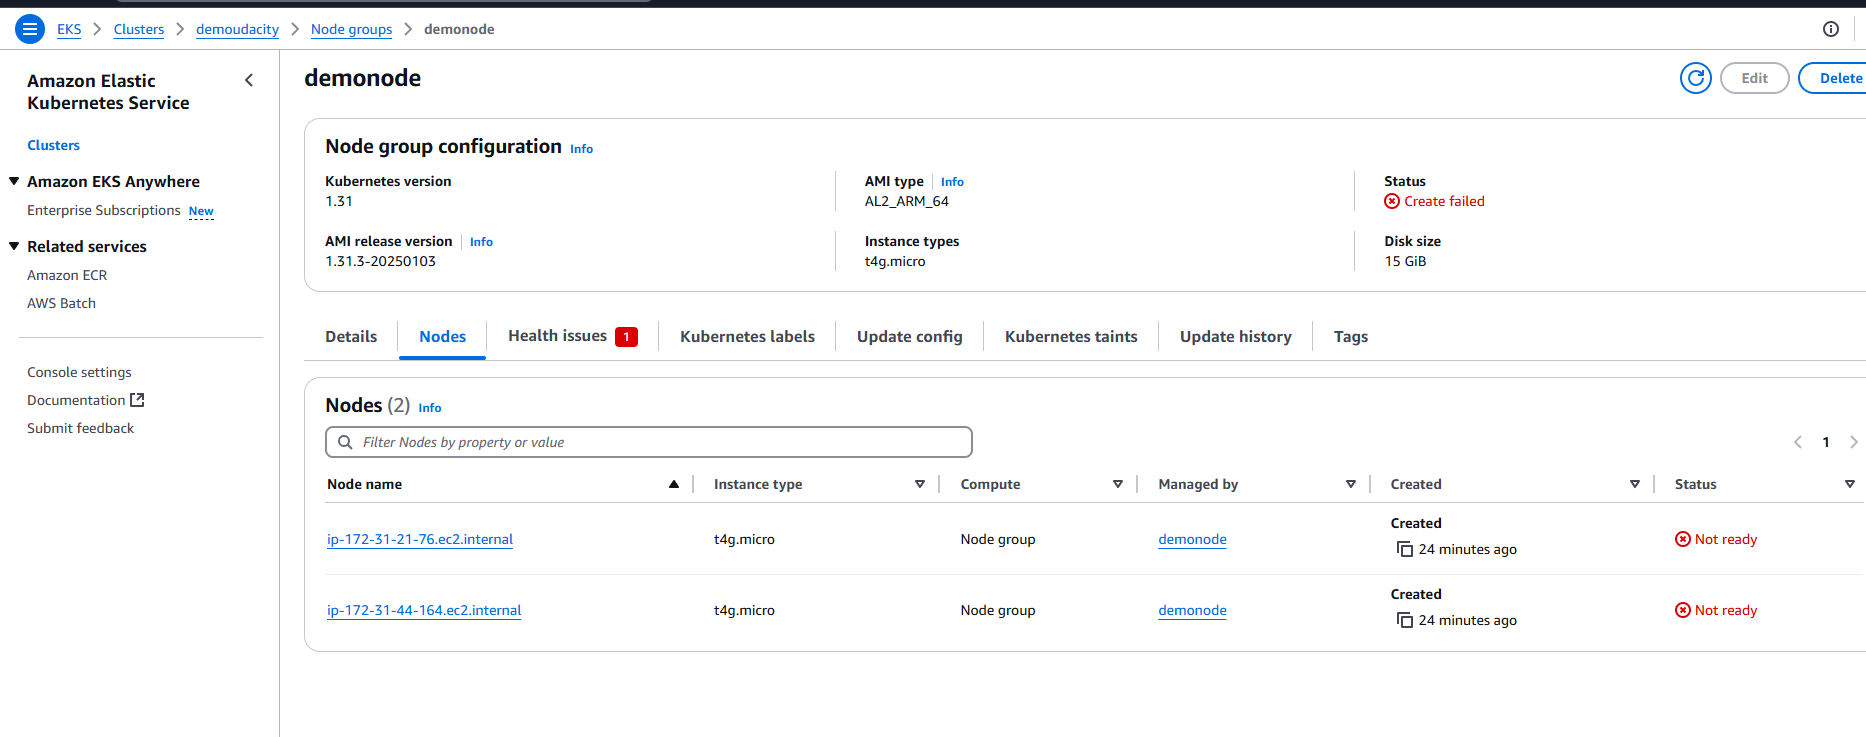 EKS > Clusters > demoudacity > Node groups > demonode
Amazon Elastic
Kubernetes Service
Clusters
Amazon EKS Anywhere
Enterprise Subscriptions New
Related services
Amazon ECR
AWS Batch
Console settings
Documentation
Submit feedback
demonode
Edit
Delete
Node group configuration Info
Kubernetes version
1.31
AMI type | Info
AL2_ARM_64
Status
Create failed
AMI release version | Info
1.31.3-20250103
Instance types
t4g.micro
Disk size
15 GiB
Details
Nodes
Health issues 1
Kubernetes labels
Update config
Kubernetes taints
Update history
Tags
Nodes (2) Info
Filter Nodes by property or value
1
Node name
Instance type
Compute
Managed by
Created
Status
ip-172-31-21-76.ec2.internal
t4g.micro
Node group
demonode
Created
24 minutes ago
Not ready
ip-172-31-44-164.ec2.internal
t4g.micro
Node group
demonode
Created
24 minutes ago
Not ready